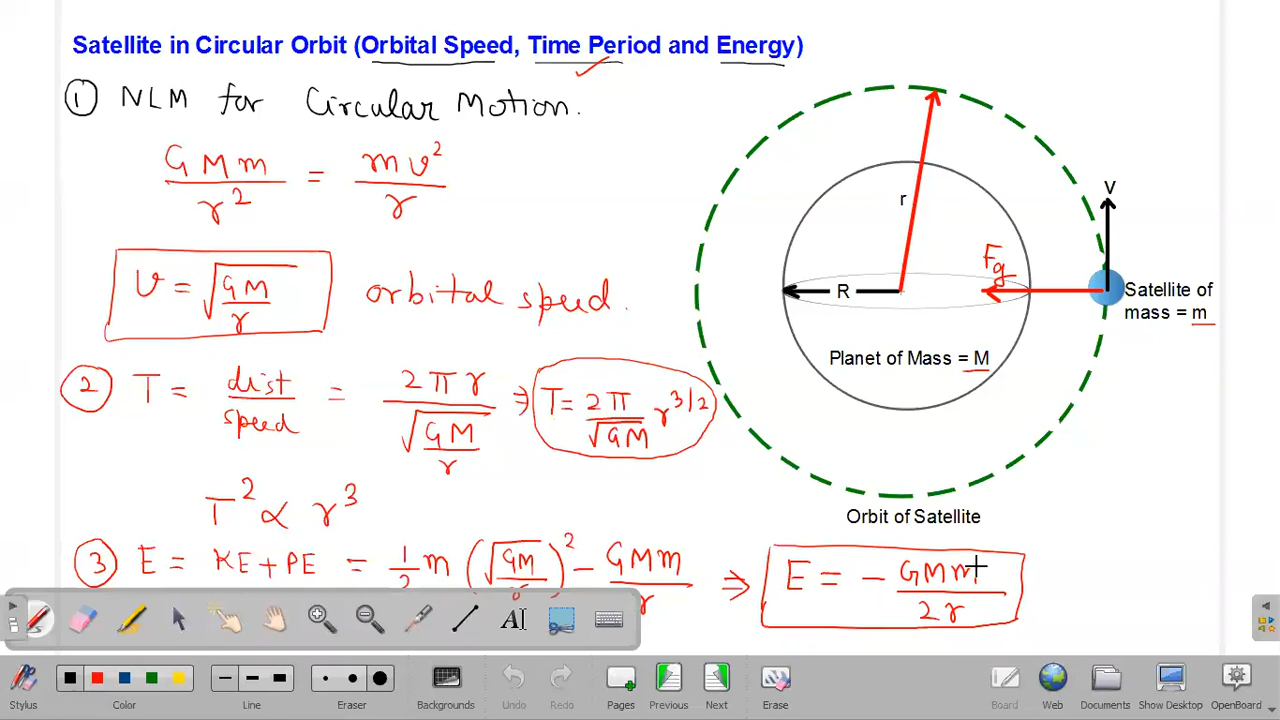 Satellite in Circular Orbit (Orbital Speed, Time Period and Energy)
① NLM for Circular Motion.
GMm/r² = mv²/r
v = √(GM/r) orbital speed.
② T = dist/speed = 2πr/√(GM/r) ⇒ T = 2π/√GM r^3/2
T² ∝ r³
③ E = KE + PE = 1/2 m (√(GM/r))² − GMm/r ⇒ E = − GMm/2r
r
V
Fg
R
Satellite of
mass = m
Planet of Mass = M
Orbit of Satellite
Stylus
Color
Line
Eraser
Backgrounds
Undo
Redo
Pages
Previous
Next
Erase
Board
Web
Documents
Show Desktop
OpenBoard